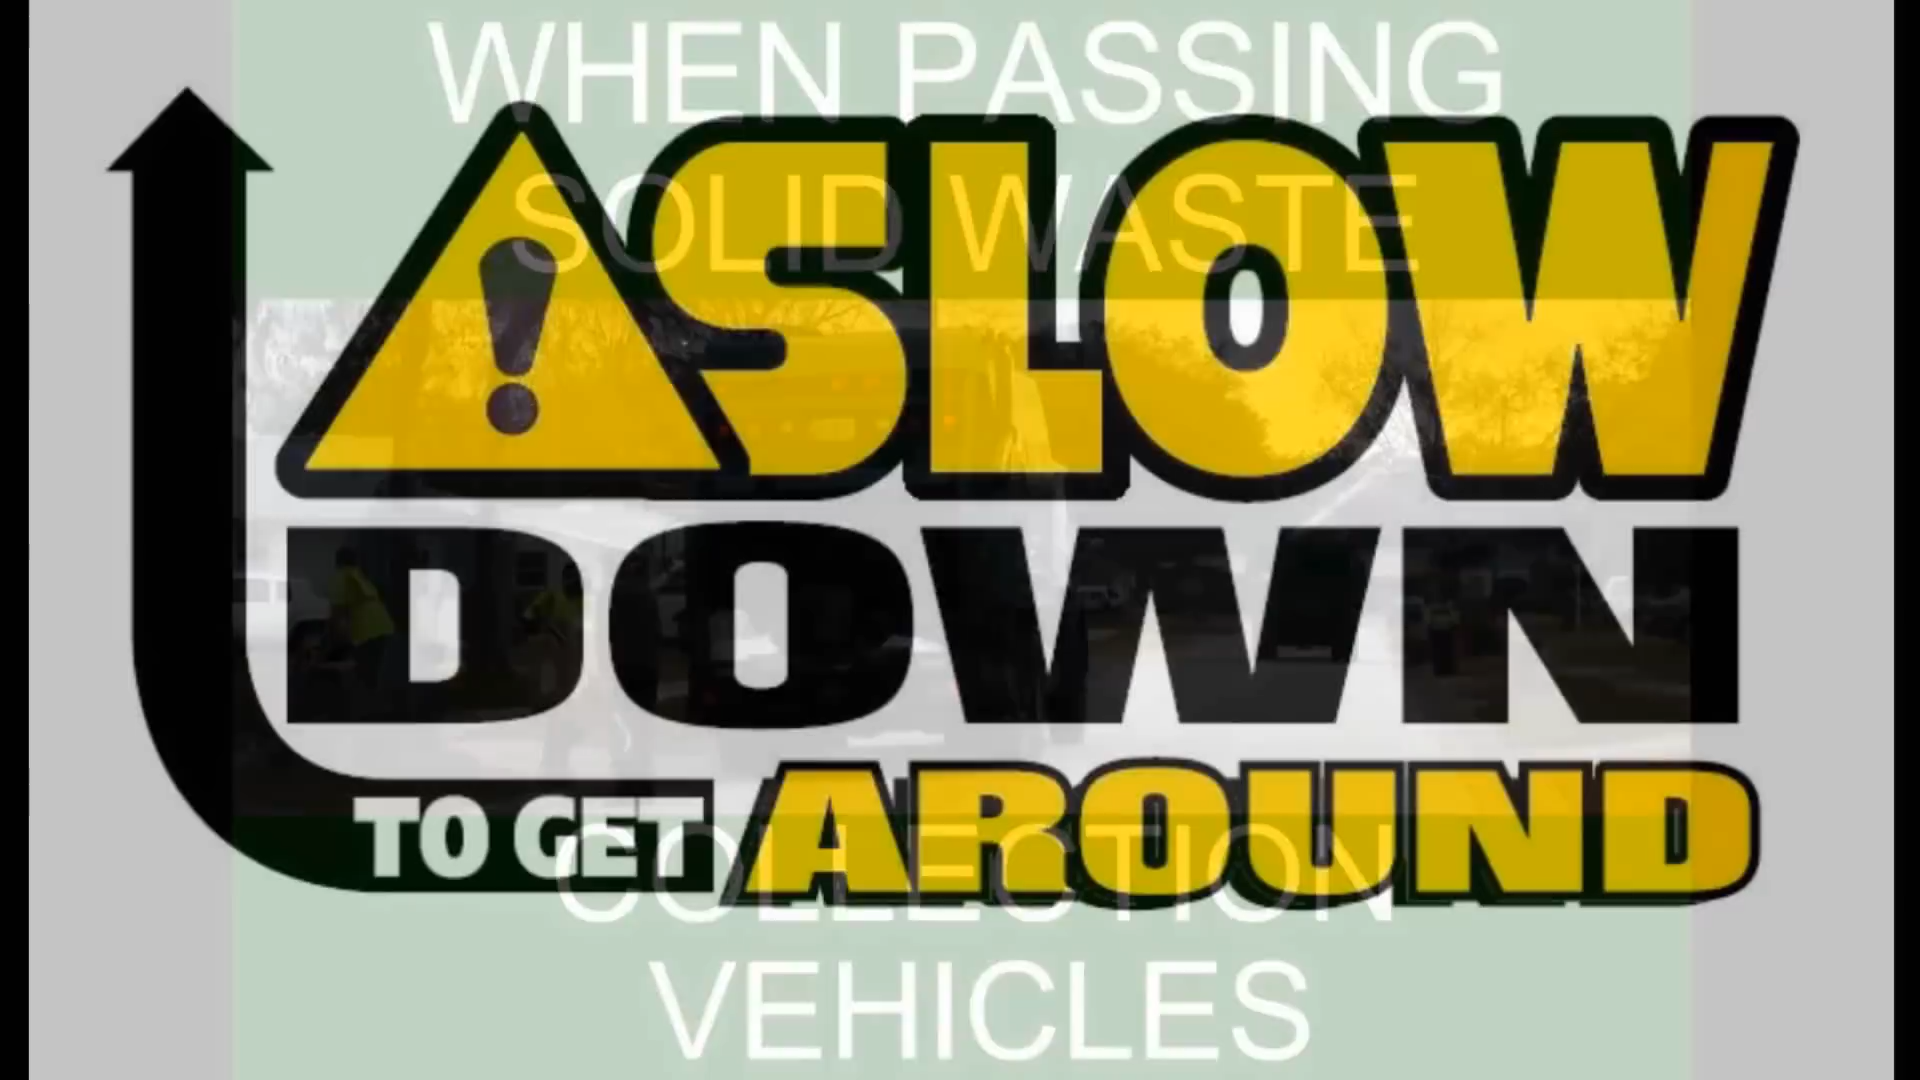 WHEN PASSING
SLOW
SOLID WASTE
DOWN
TO GET AROUND
COLLECTION
VEHICLES